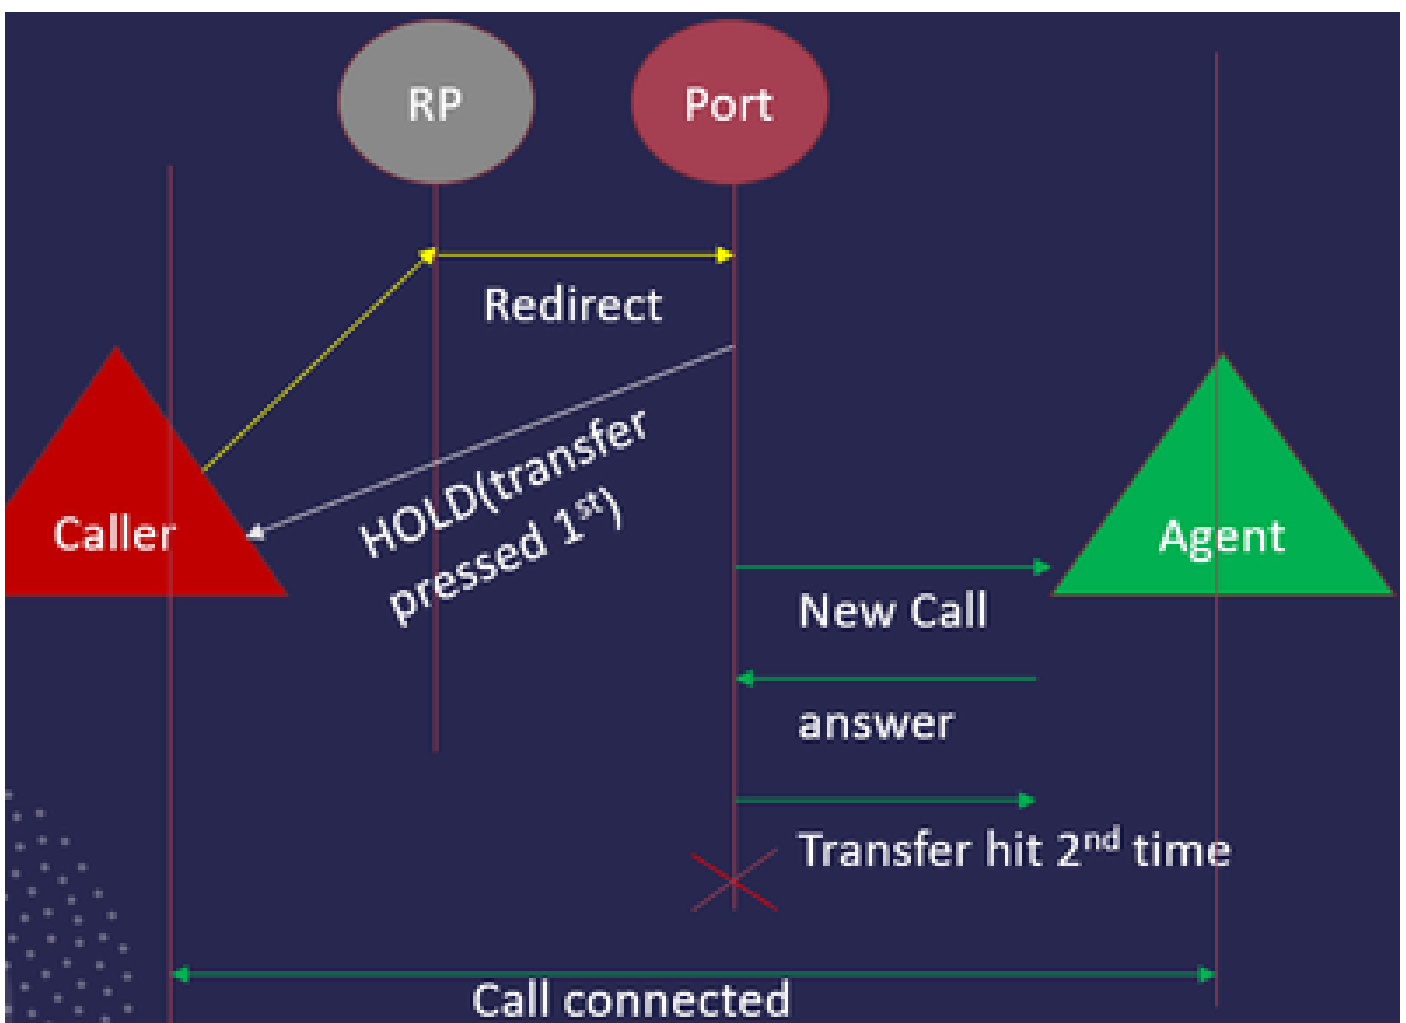 RP
Port
Redirect
HOLD(transfer
pressed 1st)
Caller
Agent
New Call
answer
Transfer hit 2nd time
Call connected